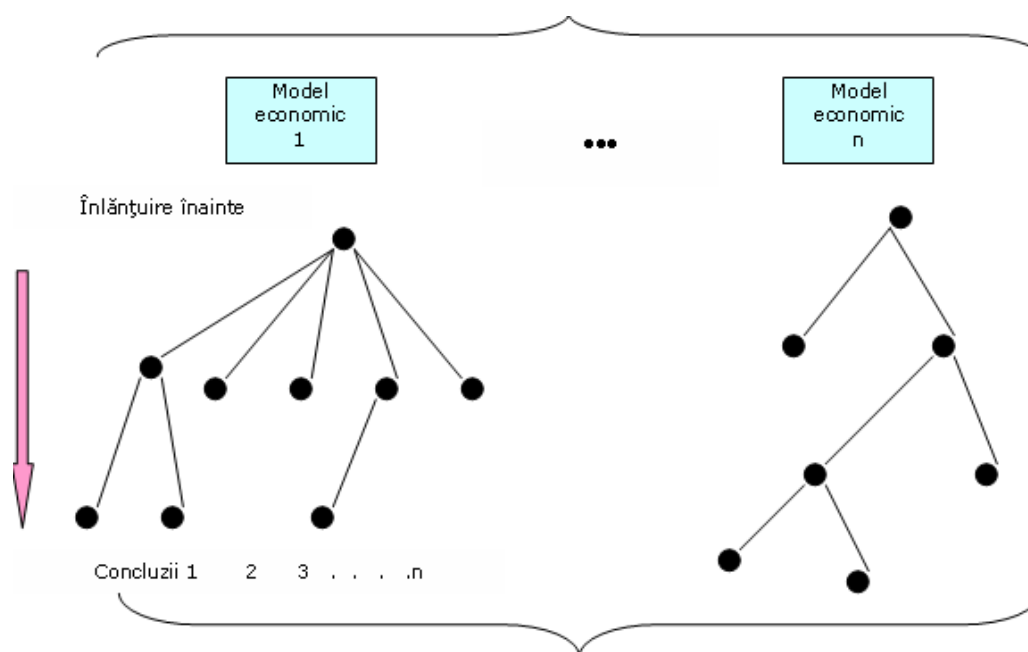 Model
economic
1
•••
Model
economic
n
Înlănţuire înainte
Concluzii 1 2 3 . . . .n